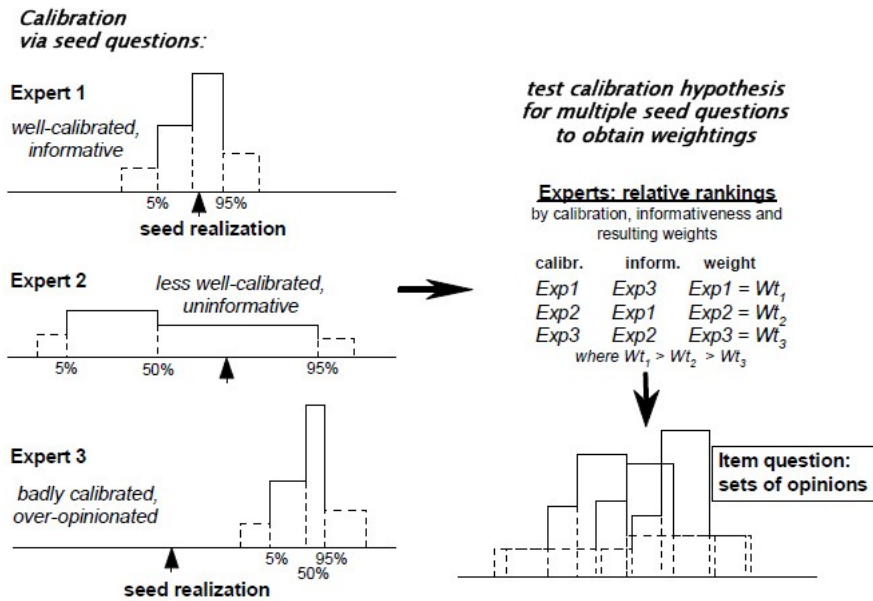 Calibration
via seed questions:
Expert 1
well-calibrated,
informative
5%
95%
seed realization
Expert 2
less well-calibrated,
uninformative
5%
50%
95%
Expert 3
badly calibrated,
over-opinionated
5%
95%
50%
seed realization
test calibration hypothesis
for multiple seed questions
to obtain weightings
Experts: relative rankings
by calibration, informativeness and
resulting weights
calibr. inform. weight
Exp1 Exp3 Exp1 = Wt1
Exp2 Exp1 Exp2 = Wt2
Exp3 Exp2 Exp3 = Wt3
where Wt1 > Wt2 > Wt3
Item question:
sets of opinions